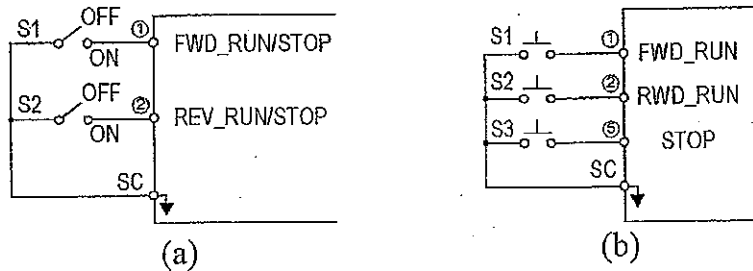 S1 OFF ① FWD_RUN/STOP
ON
S2 OFF ② REV_RUN/STOP
ON
SC
(a)
S1 ① FWD_RUN
S2 ② RWD_RUN
S3 ⑤ STOP
SC
(b)